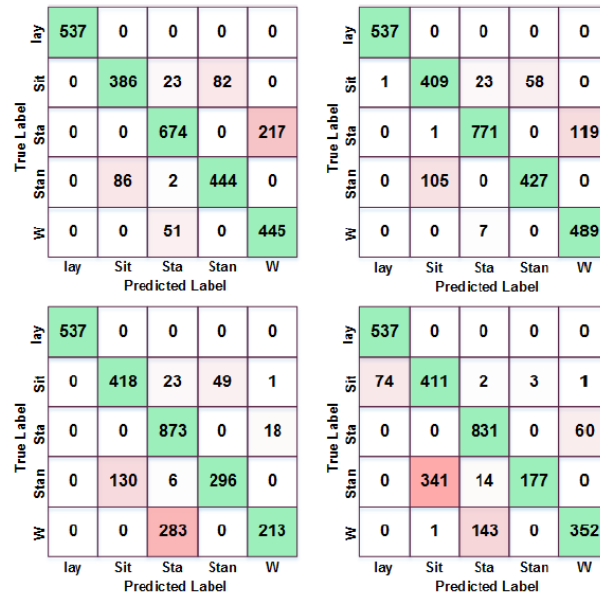 lay 537 0 0 0 0
Sit 0 386 23 82 0
Sta 0 0 674 0 217
Stan 0 86 2 444 0
W 0 0 51 0 445
True Label
lay Sit Sta Stan W
Predicted Label
lay 537 0 0 0 0
Sit 1 409 23 58 0
Sta 0 1 771 0 119
Stan 0 105 0 427 0
W 0 0 7 0 489
True Label
lay Sit Sta Stan W
Predicted Label
lay 537 0 0 0 0
Sit 0 418 23 49 1
Sta 0 0 873 0 18
Stan 0 130 6 296 0
W 0 0 283 0 213
True Label
lay Sit Sta Stan W
Predicted Label
lay 537 0 0 0 0
Sit 74 411 2 3 1
Sta 0 0 831 0 60
Stan 0 341 14 177 0
W 0 1 143 0 352
True Label
lay Sit Sta Stan W
Predicted Label